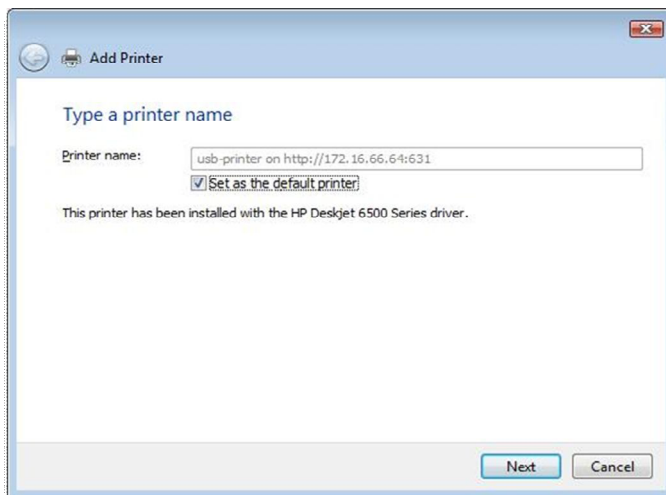 Add Printer
Type a printer name
Printer name:
usb-printer on http://172.16.66.64:631
Set as the default printer
This printer has been installed with the HP Deskjet 6500 Series driver.
Next
Cancel